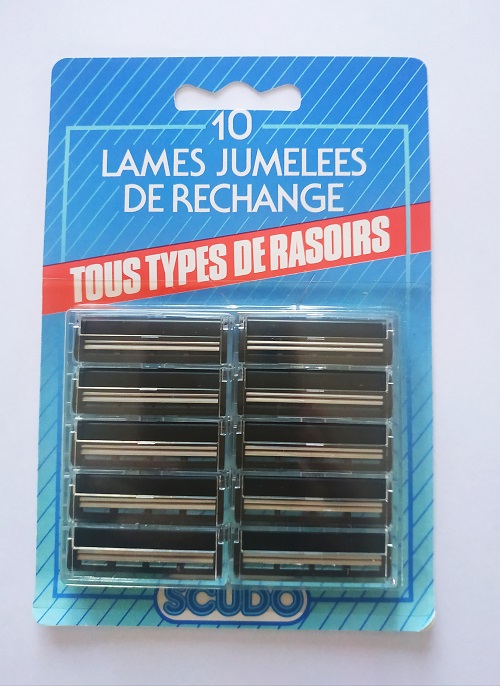 10
LAMES JUMELEES
DE RECHANGE
TOUS TYPES DE RASOIRS
SCUDO